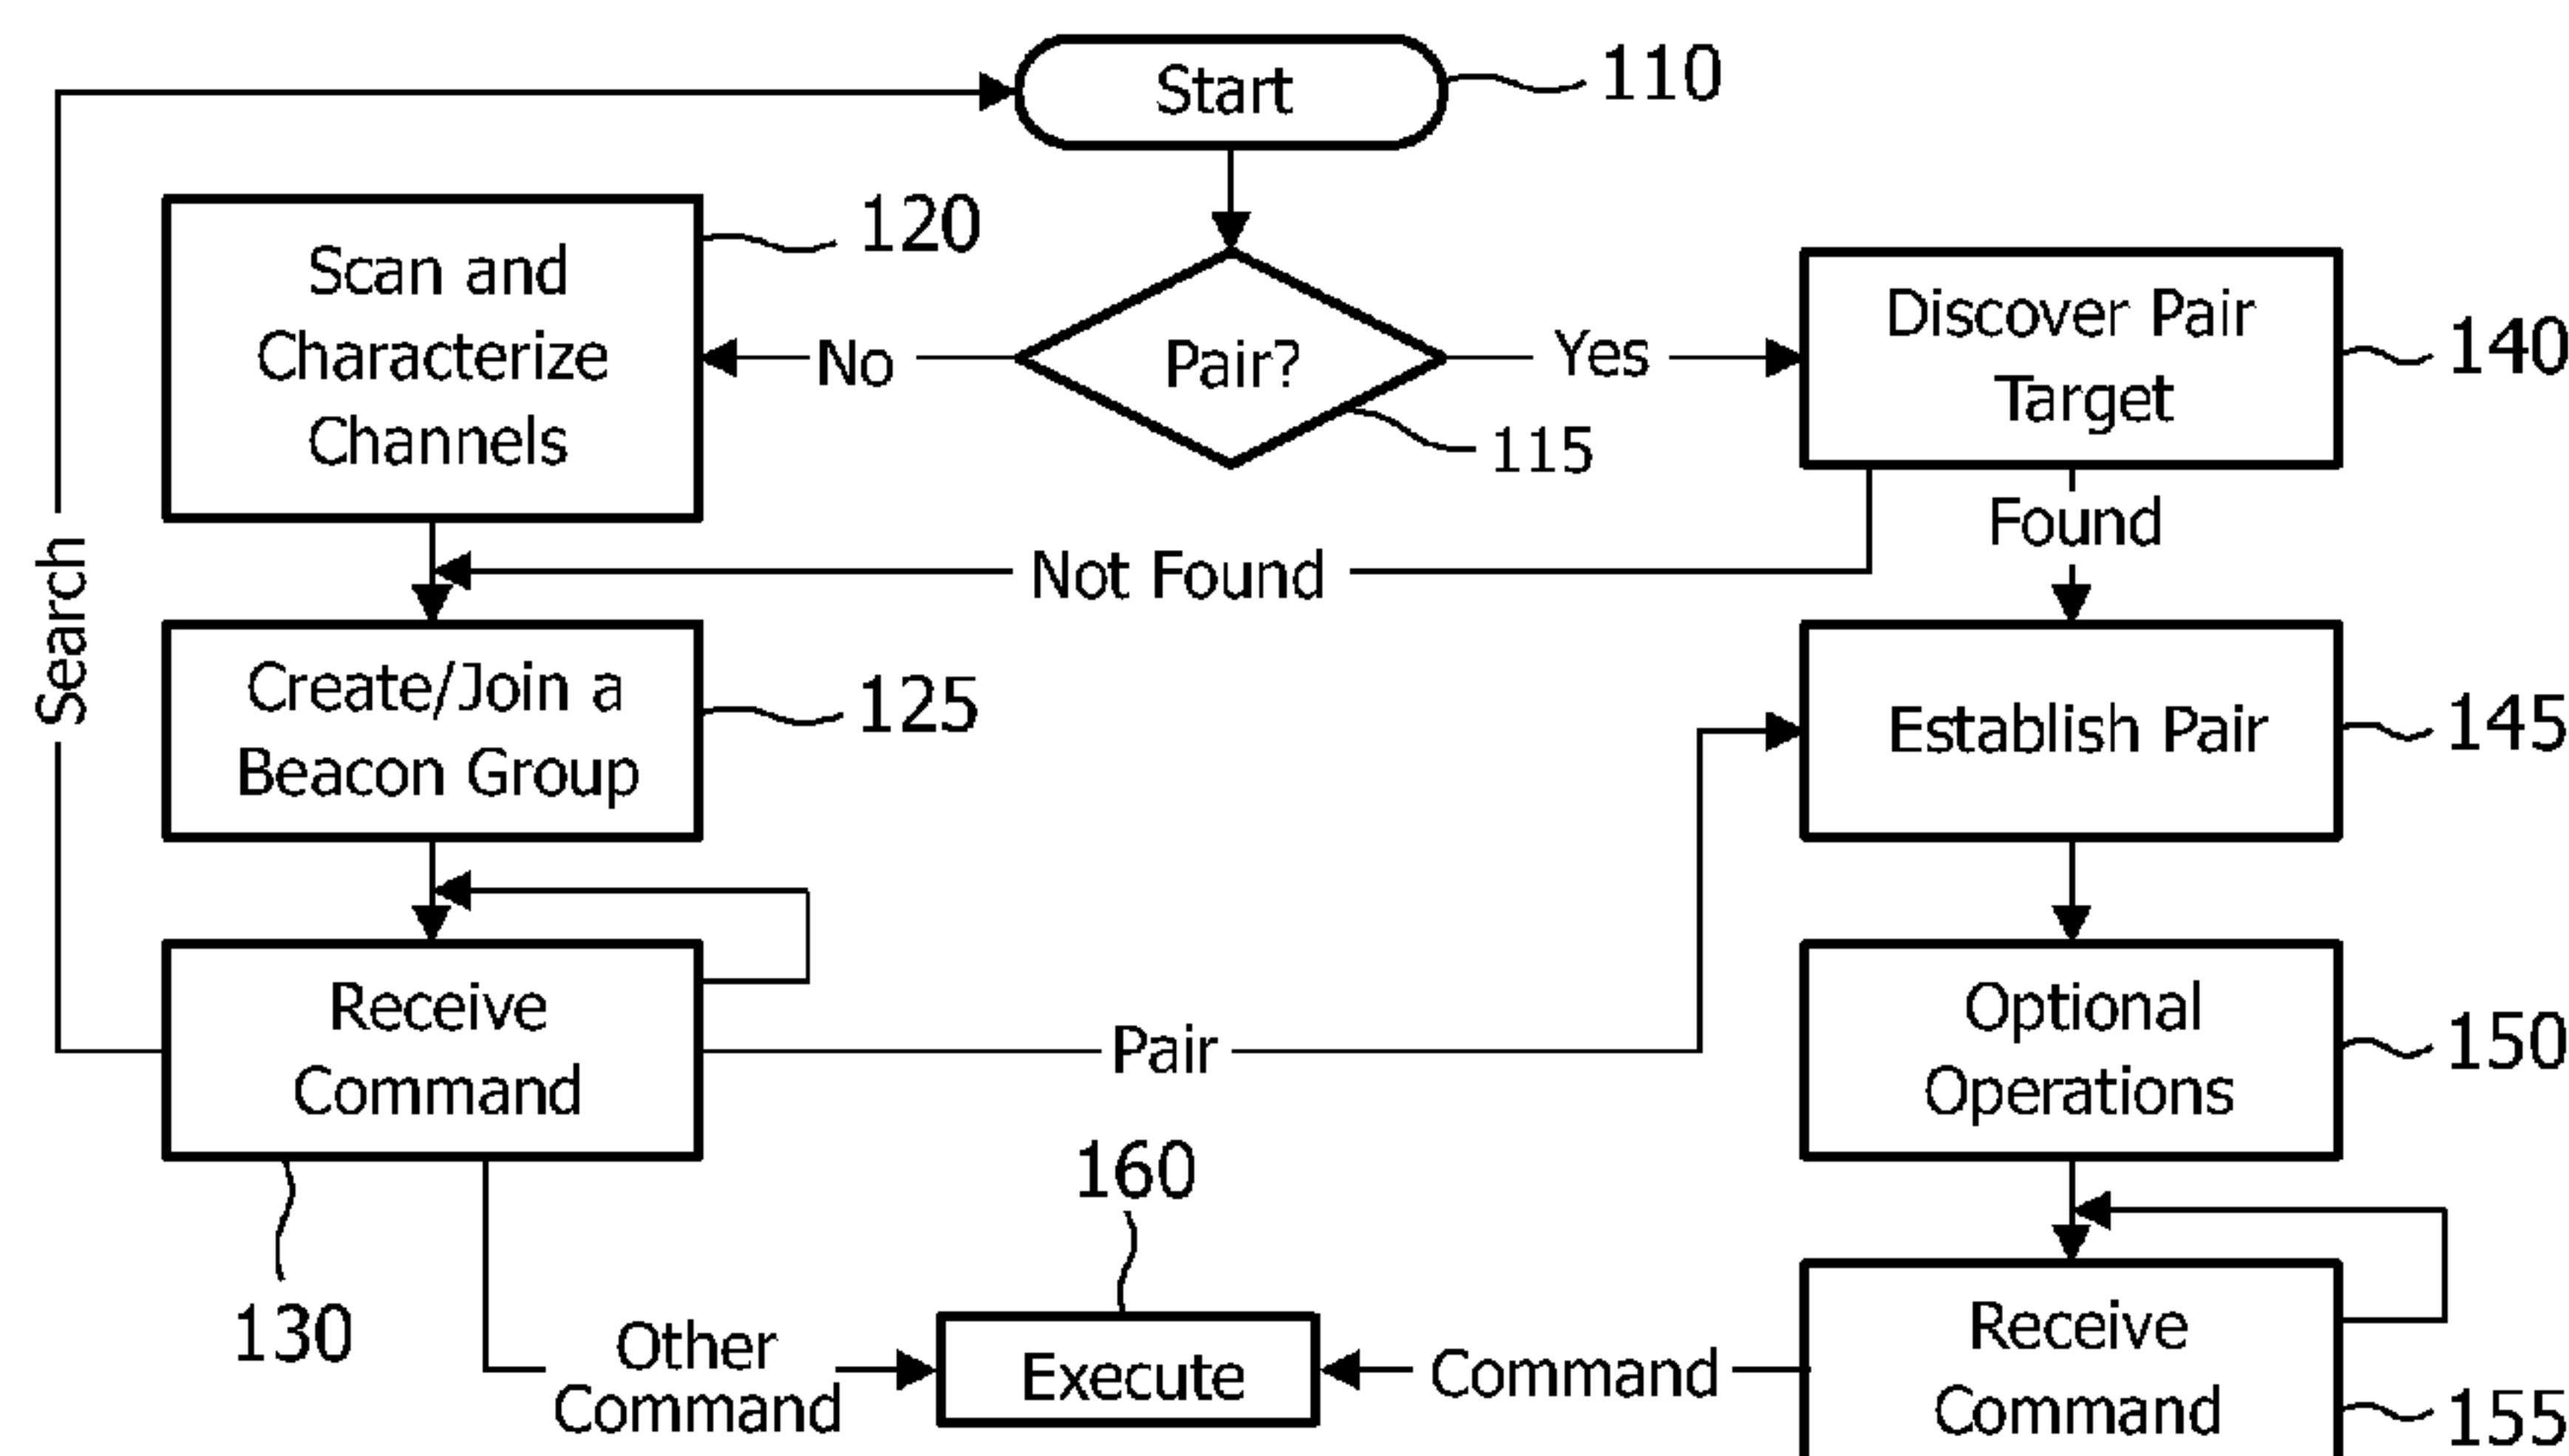 Start
110
Scan and
Characterize
Channels
120
No
Pair?
115
Yes
Discover Pair
Target
140
Search
Not Found
Found
Create/Join a
Beacon Group
125
Establish Pair
145
Receive
Command
130
Pair
Optional
Operations
150
160
Other
Command
Execute
Command
Receive
Command
155